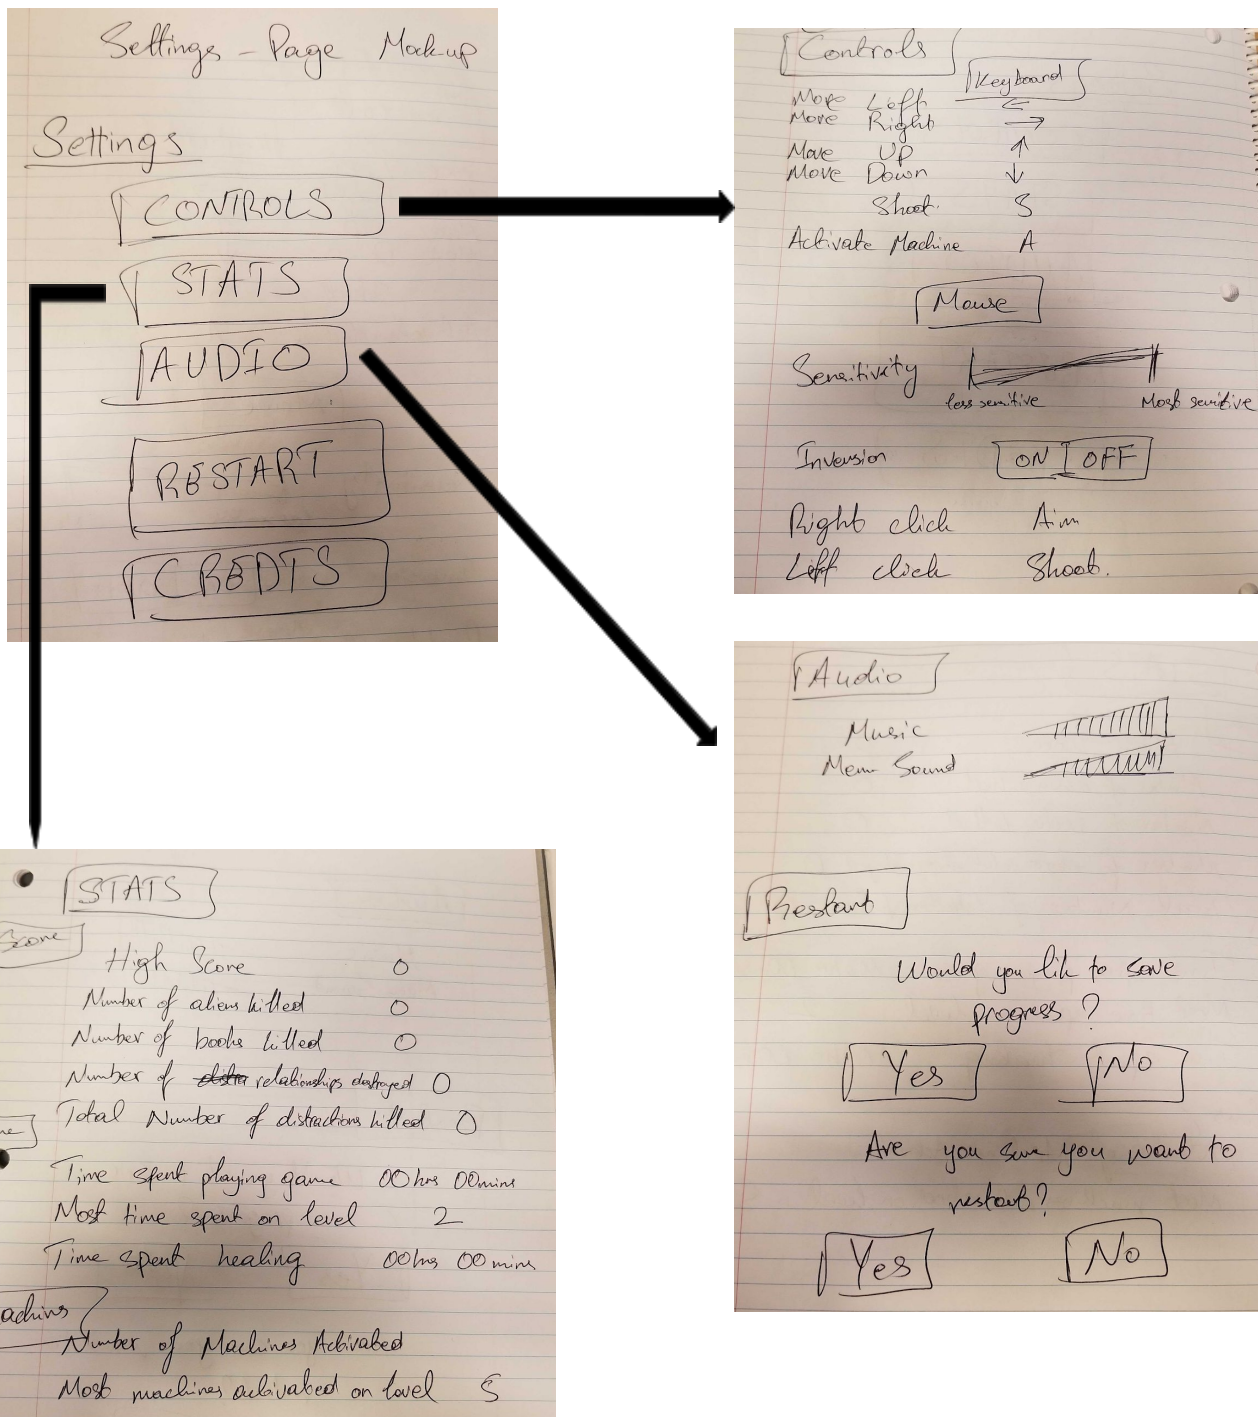 Settings - Page Mock-up
Settings
CONTROLS
STATS
AUDIO
RESTART
CREDTS
Controls
Keyboard
Move Left ←
Move Right →
Move Up ↑
Move Down ↓
Shoot. S
Activate Machine A
Mouse
Sensitivity
less sensitive
Most sensitive
Inversion ON OFF
Right click Aim
Left click Shoot.
Audio
Music
Menu Sound
Restart
Would you like to save
progress?
Yes No
Are you sure you want to
restart?
Yes No
STATS
Score
High Score 0
Number of aliens killed 0
Number of books killed 0
Number of relationships destroyed 0
Total Number of distractions killed 0
Time spent playing game 00hrs 00mins
Most time spent on level 2
Time spent healing 00hrs 00mins
Number of Machines Activated
Most machines activated on level 5